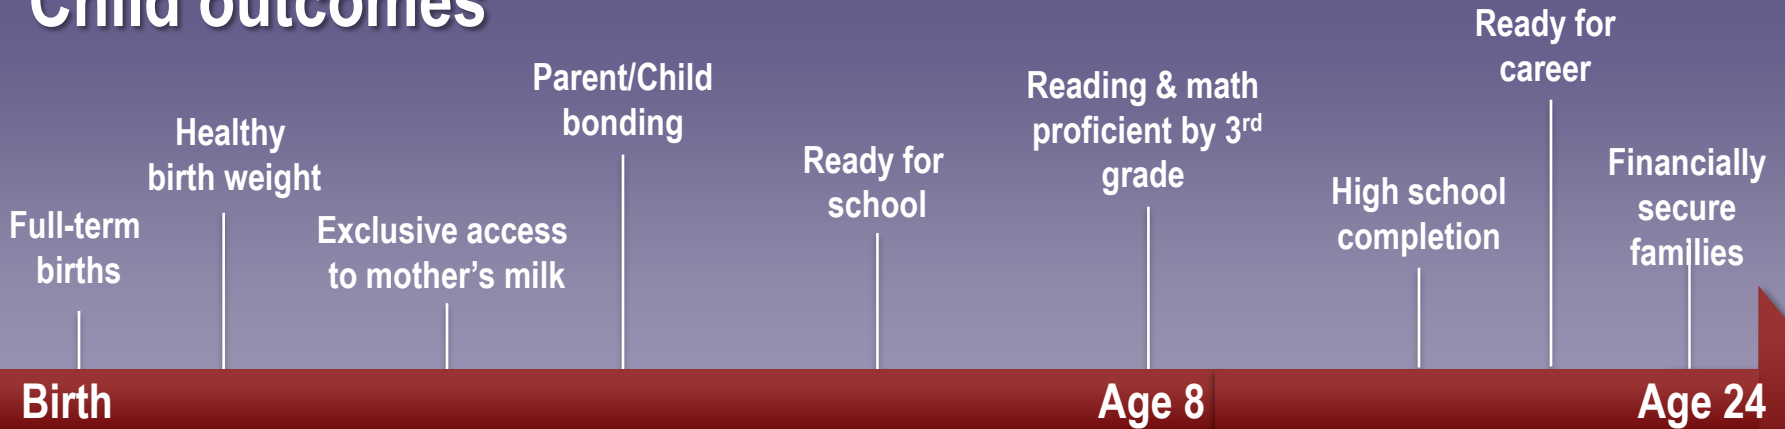 Child outcomes
Full-term
births
Healthy
birth weight
Exclusive access
to mother's milk
Parent/Child
bonding
Ready for
school
Reading & math
proficient by 3rd
grade
High school
completion
Ready for
career
Financially
secure
families
Birth
Age 8
Age 24